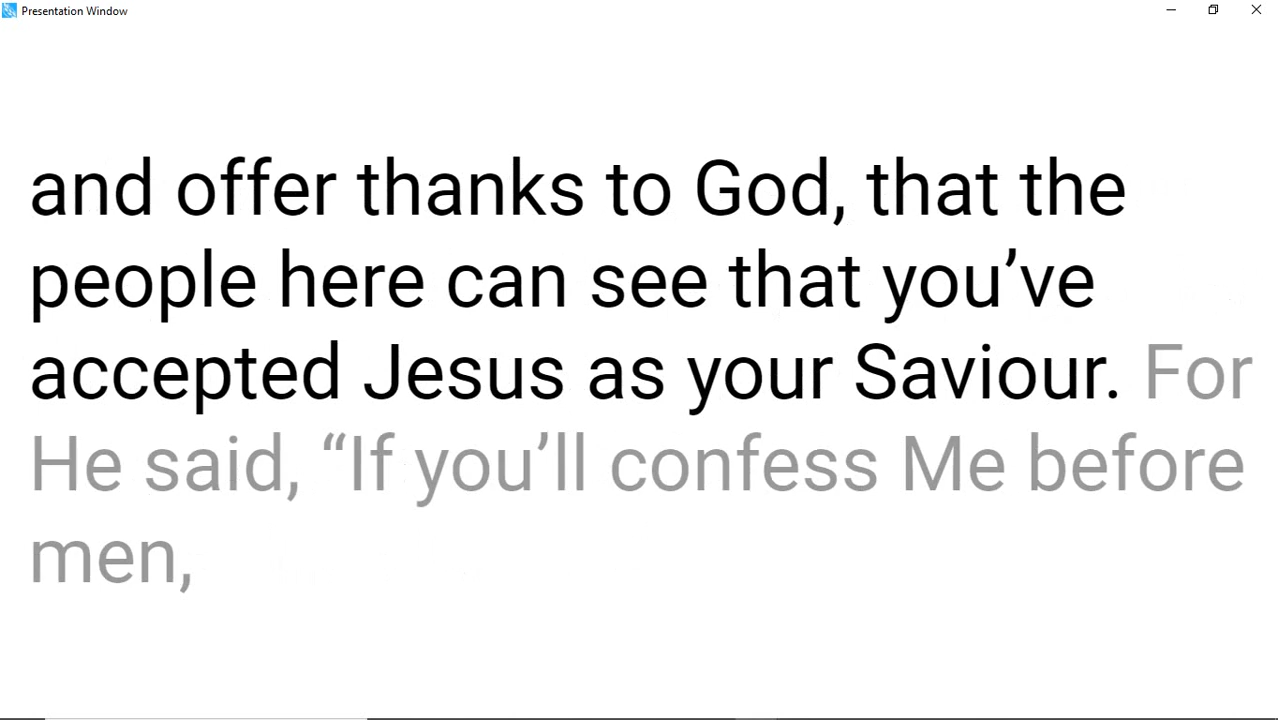 Presentation Window
and offer thanks to God, that the
people here can see that you’ve
accepted Jesus as your Saviour. For
He said, “If you’ll confess Me before
men,